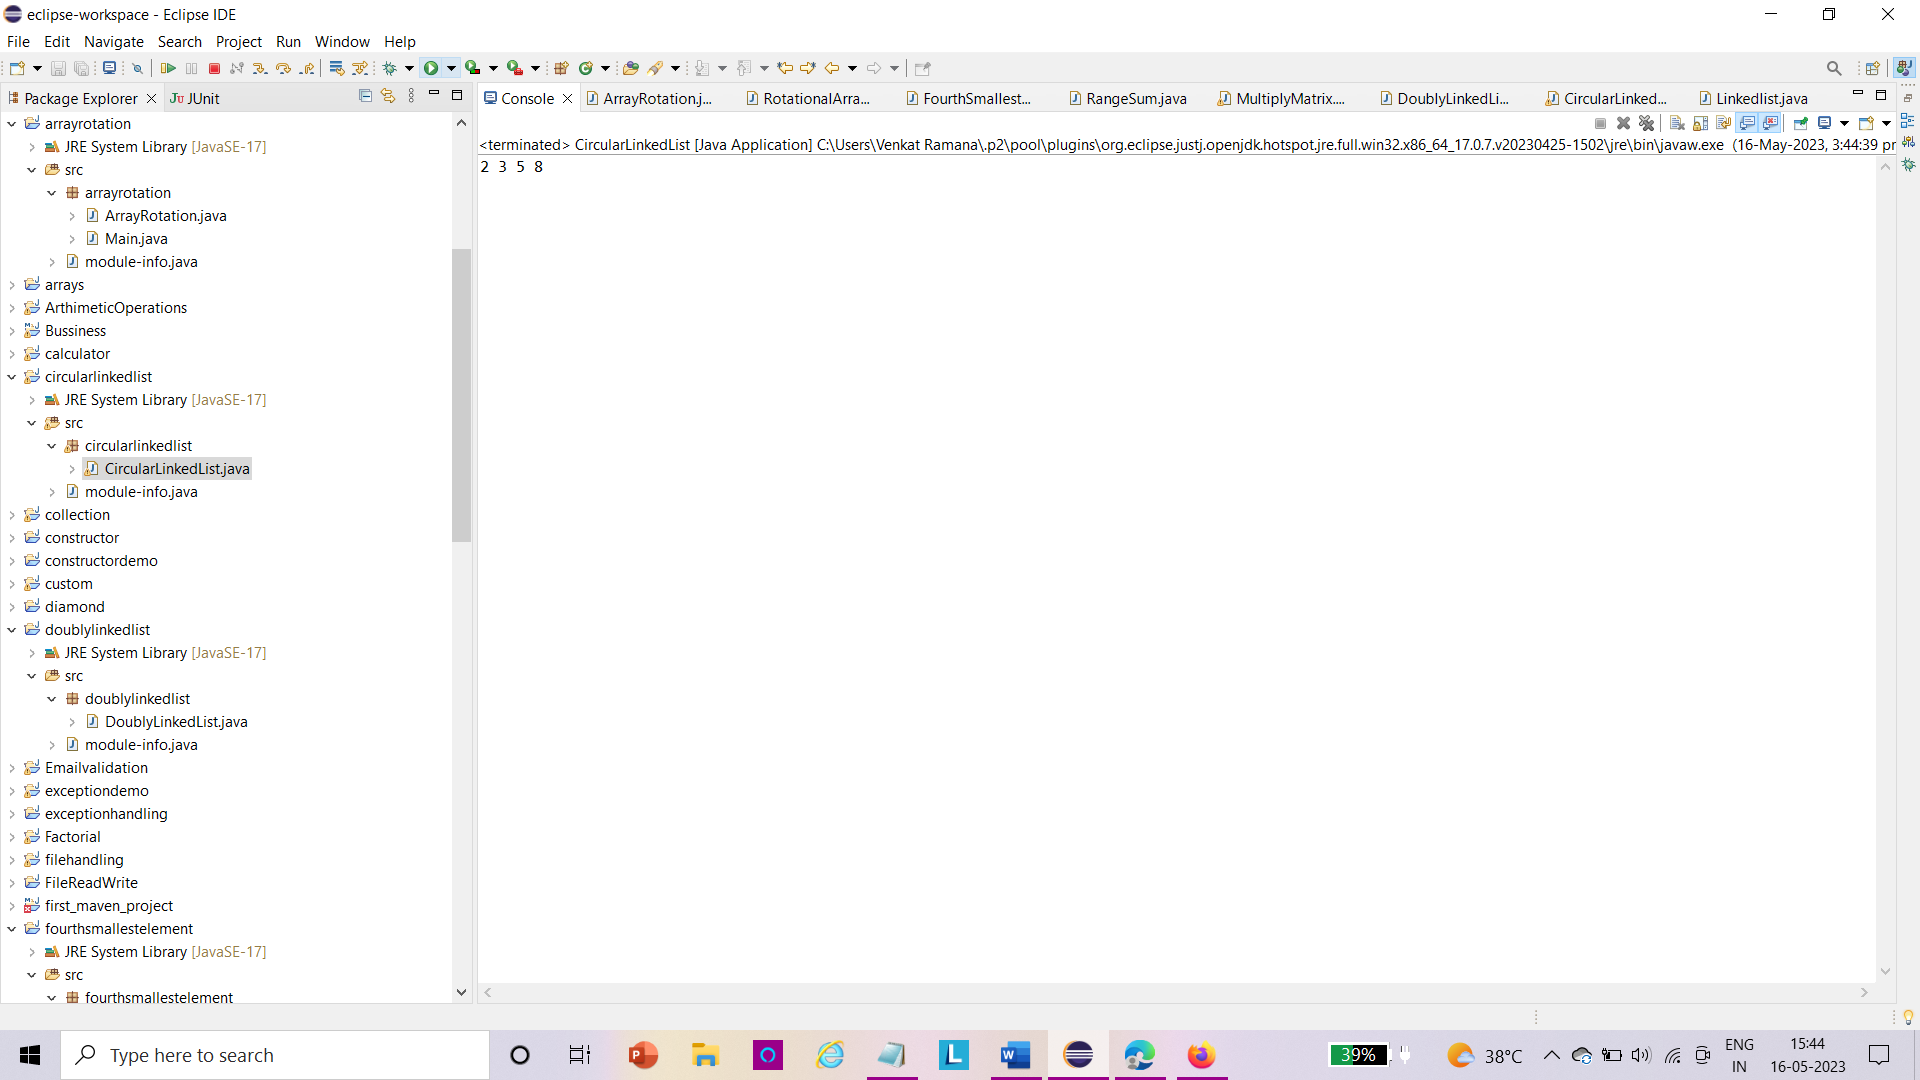 eclipse-workspace - Eclipse IDE
File Edit Navigate Search Project Run Window Help
Package Explorer
JUnit
Console
ArrayRotation.j...
RotationalArra...
FourthSmallest...
RangeSum.java
MultiplyMatrix....
DoublyLinkedLi...
CircularLinked...
Linkedlist.java
<terminated> CircularLinkedList [Java Application] C:\Users\Venkat Ramana\.p2\pool\plugins\org.eclipse.justj.openjdk.hotspot.jre.full.win32.x86_64_17.0.7.v20230425-1502\jre\bin\javaw.exe (16-May-2023, 3:44:39 pr
2 3 5 8
arrayrotation
JRE System Library [JavaSE-17]
src
arrayrotation
ArrayRotation.java
Main.java
module-info.java
arrays
ArthimeticOperations
Bussiness
calculator
circularlinkedlist
JRE System Library [JavaSE-17]
src
circularlinkedlist
CircularLinkedList.java
module-info.java
collection
constructor
constructordemo
custom
diamond
doublylinkedlist
JRE System Library [JavaSE-17]
src
doublylinkedlist
DoublyLinkedList.java
module-info.java
Emailvalidation
exceptiondemo
exceptionhandling
Factorial
filehandling
FileReadWrite
first_maven_project
fourthsmallestelement
JRE System Library [JavaSE-17]
src
fourthsmallestelement
Type here to search
39%
38°C
ENG
IN
15:44
16-05-2023